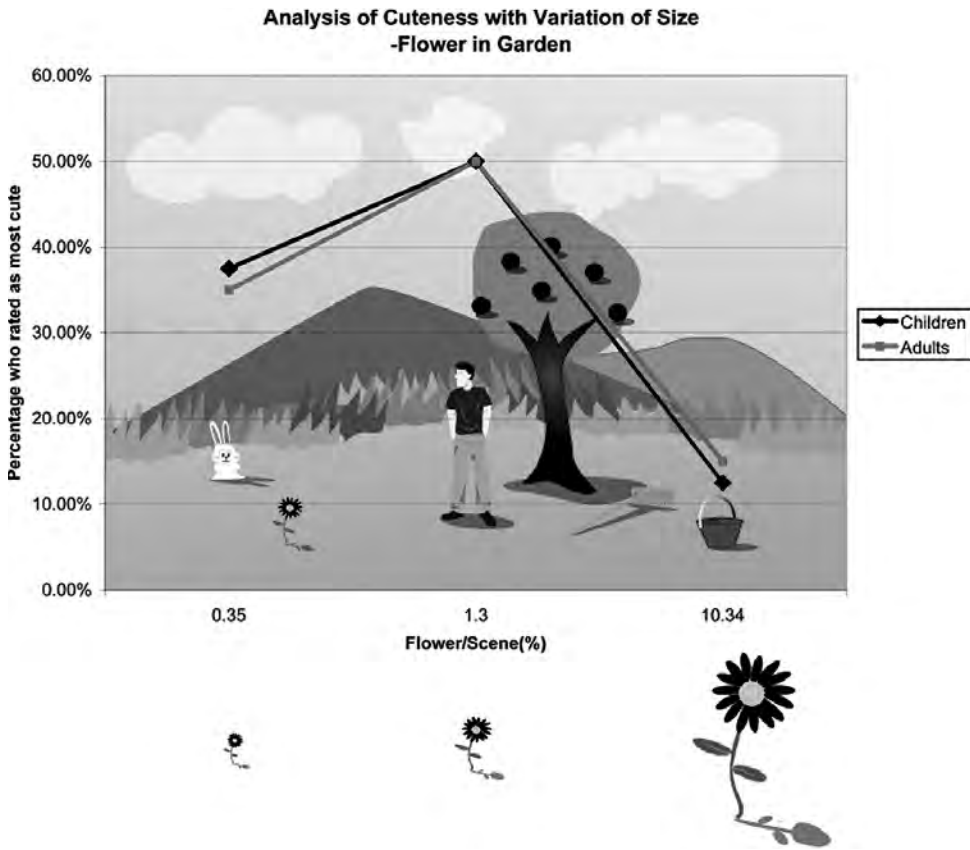 Analysis of Cuteness with Variation of Size
-Flower in Garden
60.00%
50.00%
40.00%
30.00%
20.00%
10.00%
0.00%
Percentage who rated as most cute
Children
Adults
0.35 1.3 10.34
Flower/Scene(%)